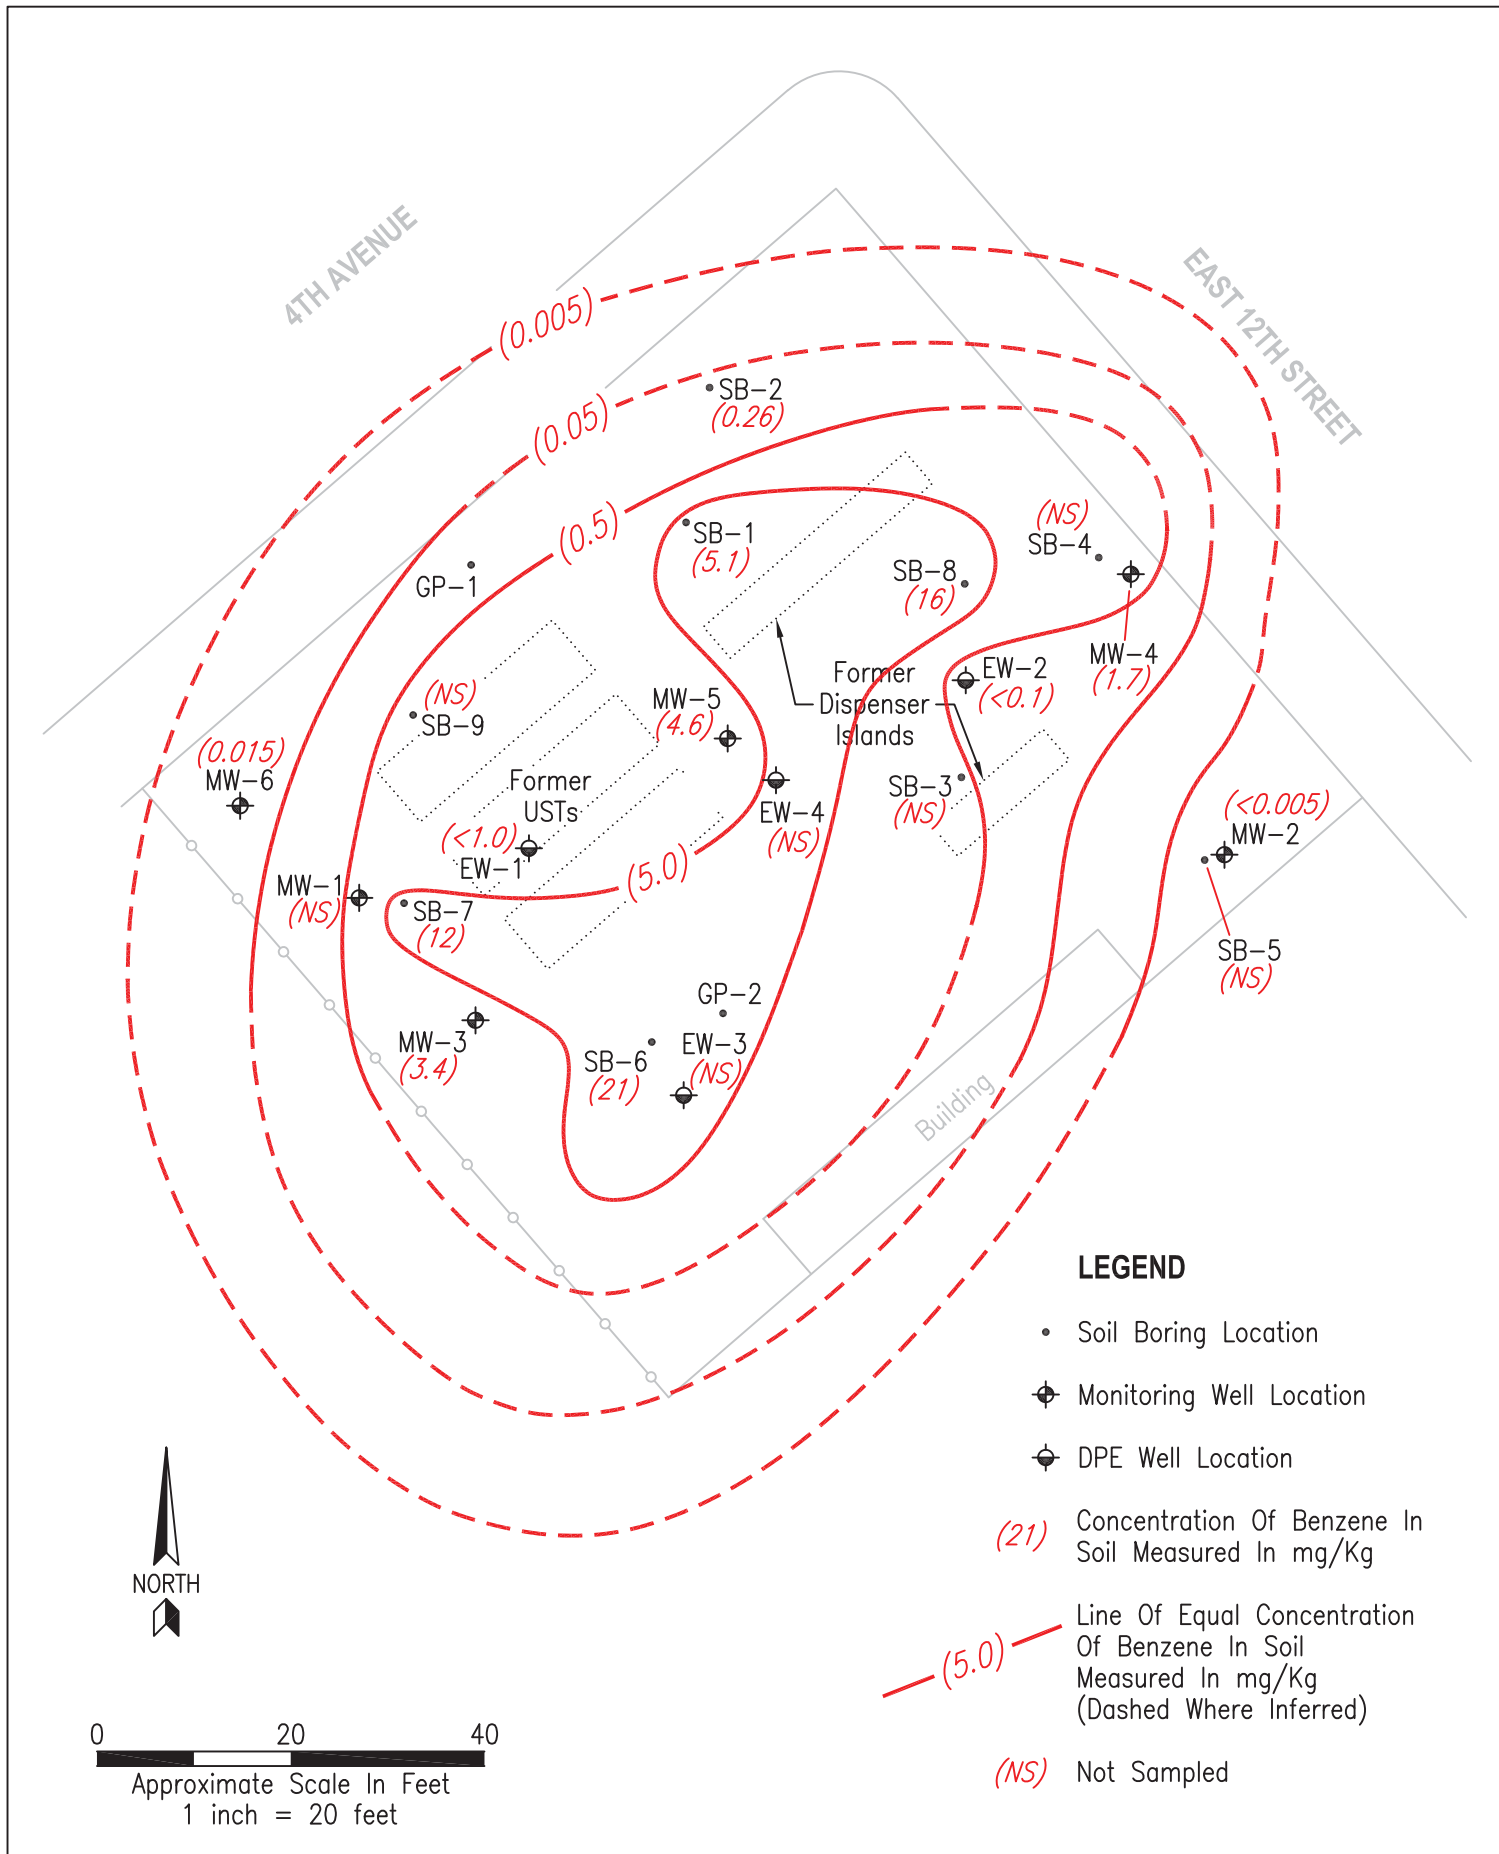 4TH AVENUE
EAST 12TH STREET
(0.005)
SB-2
(0.26)
(0.05)
(0.5)
SB-1
(5.1)
(NS)
SB-4
GP-1
SB-8
(16)
MW-4
(1.7)
Former
Dispenser
Islands
EW-2
(<0.1)
(NS)
SB-9
MW-5
(4.6)
(0.015)
MW-6
Former
USTs
SB-3
(NS)
EW-4
(NS)
(<0.005)
MW-2
(<1.0)
EW-1
(5.0)
MW-1
(NS)
SB-7
(12)
SB-5
(NS)
GP-2
MW-3
(3.4)
SB-6
(21)
EW-3
(NS)
Building
LEGEND
Soil Boring Location
Monitoring Well Location
DPE Well Location
(21)
Concentration Of Benzene In
Soil Measured In mg/Kg
(5.0)
Line Of Equal Concentration
Of Benzene In Soil
Measured In mg/Kg
(Dashed Where Inferred)
(NS)
Not Sampled
NORTH
0 20 40
Approximate Scale In Feet
1 inch = 20 feet